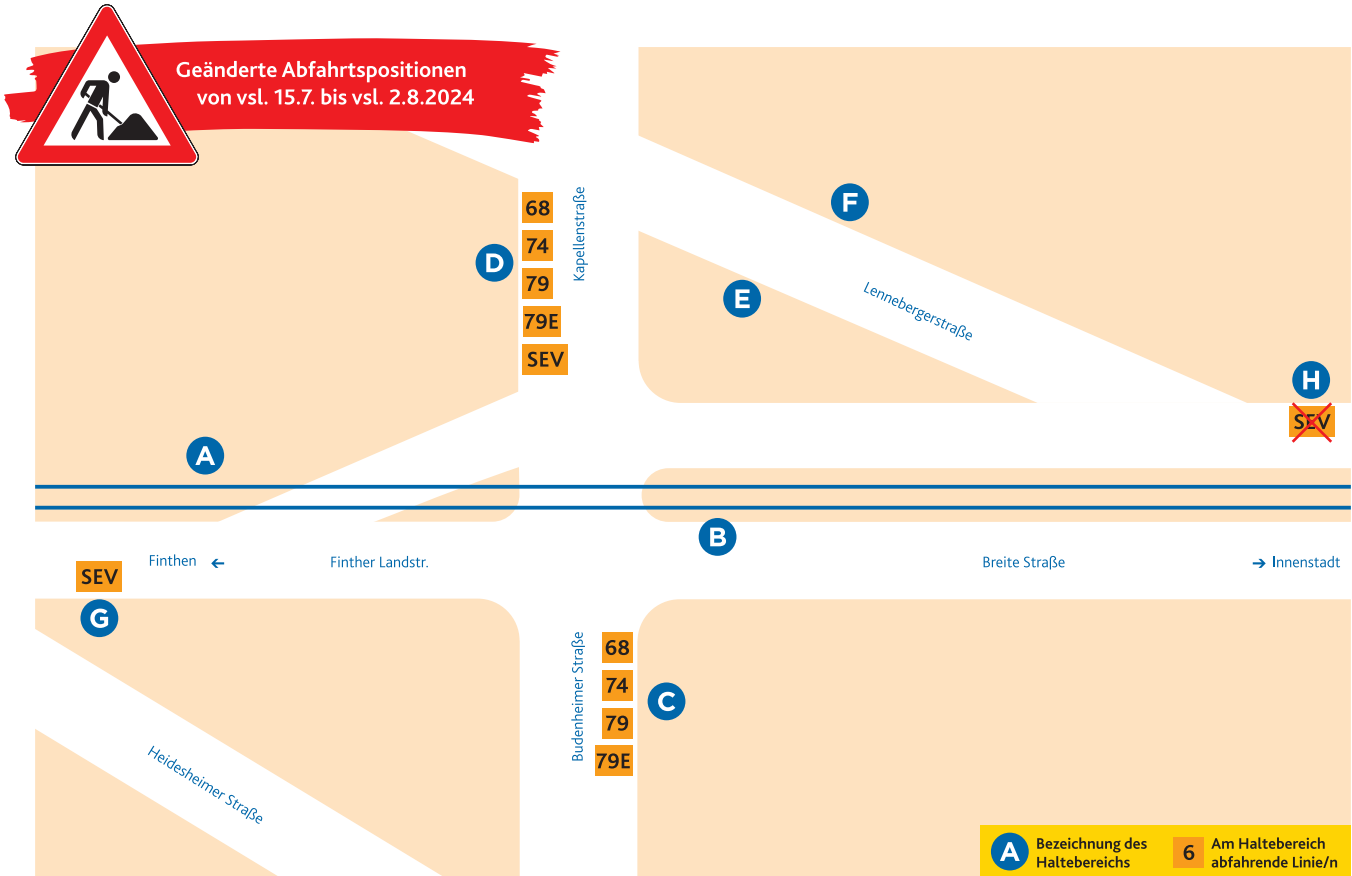 Geänderte Abfahrtspositionen
von vsl. 15.7. bis vsl. 2.8.2024
68
74
79
79E
SEV
Kapellenstraße
D
F
E
Lennebergerstraße
H
SEV
A
B
Finthen ←
Finther Landstr.
Breite Straße
→ Innenstadt
SEV
G
Budenheimer Straße
68
74
79
79E
C
Heidesheimer Straße
A
Bezeichnung des
Haltebereichs
6
Am Haltebereich
abfahrende Linie/n